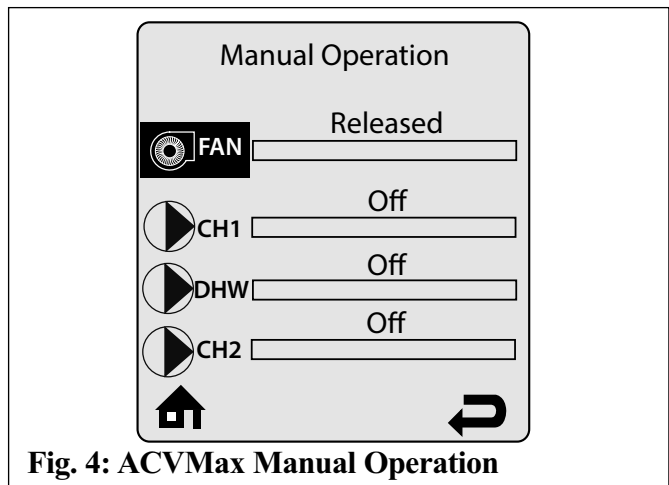 Manual Operation
Released
FAN
Off
CH1
Off
DHW
Off
CH2
Fig. 4: ACVMax Manual Operation